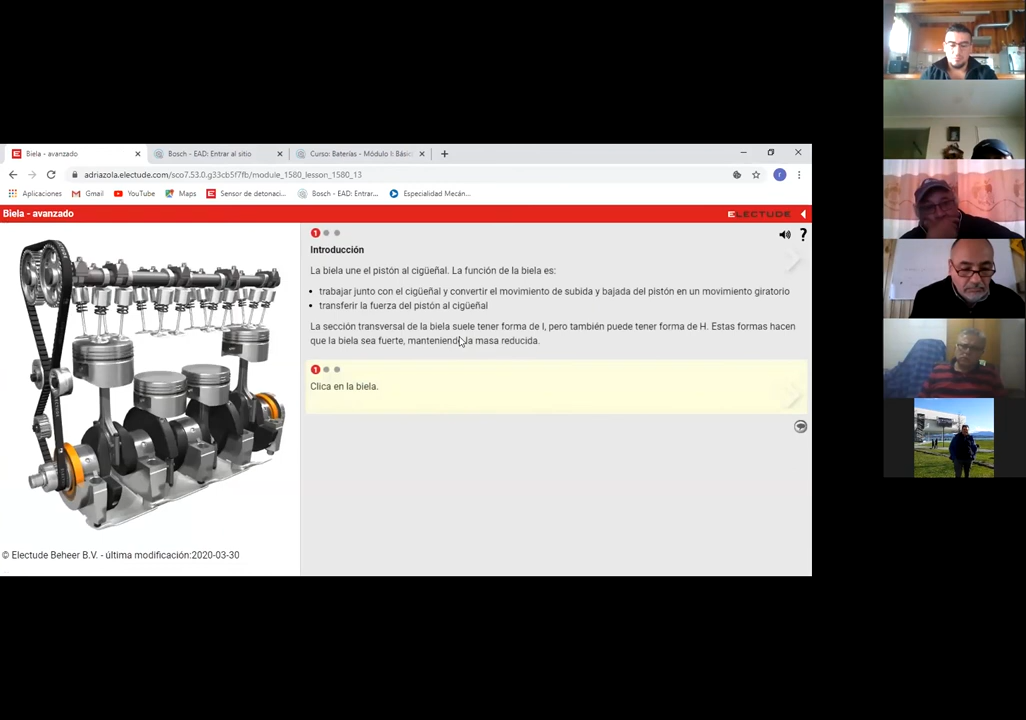 Biela - avanzado
Bosch - EAD: Entrar al sitio
Curso: Baterías - Módulo I: Básic
adriazola.electude.com/sco7.53.0.g33cb5f7fb/module_1580_lesson_1580_13
Aplicaciones
Gmail
YouTube
Maps
Sensor de detonaci...
Bosch - EAD: Entrar...
Especialidad Mecán...
Biela - avanzado
ELECTUDE
1
?
Introducción
La biela une el pistón al cigüeñal. La función de la biela es:
• trabajar junto con el cigüeñal y convertir el movimiento de subida y bajada del pistón en un movimiento giratorio
• transferir la fuerza del pistón al cigüeñal
La sección transversal de la biela suele tener forma de I, pero también puede tener forma de H. Estas formas hacen
que la biela sea fuerte, manteniendo la masa reducida.
1
Clica en la biela.
© Electude Beheer B.V. - última modificación:2020-03-30